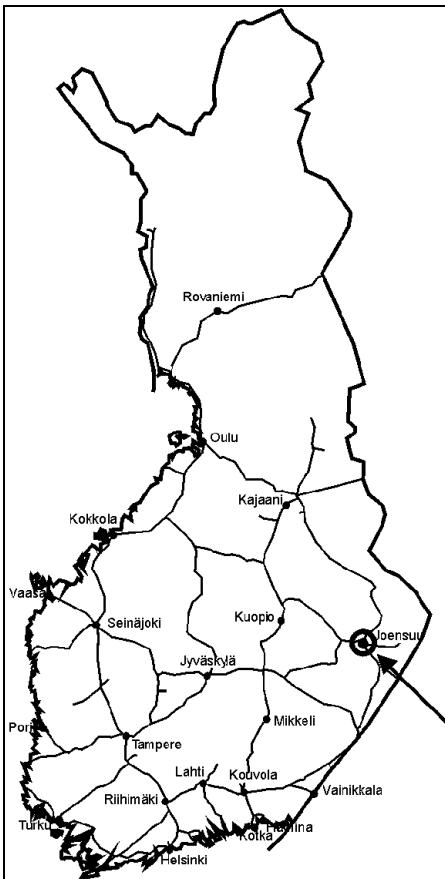 Rovaniemi
Oulu
Kajaani
Kokkola
Vaasa
Seinäjoki
Kuopio
Joensuu
Jyväskylä
Mikkeli
Pori
Tampere
Lahti
Kouvola
Vainikkala
Riihimäki
Turku
Hamina
Kotka
Helsinki